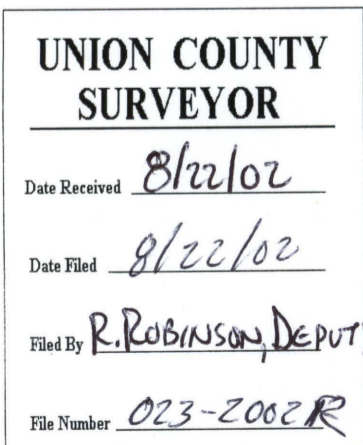 UNION COUNTY
SURVEYOR
Date Received 8/22/02
Date Filed 8/22/02
Filed By R. ROBINSON, DEPUT
File Number 023-2002R